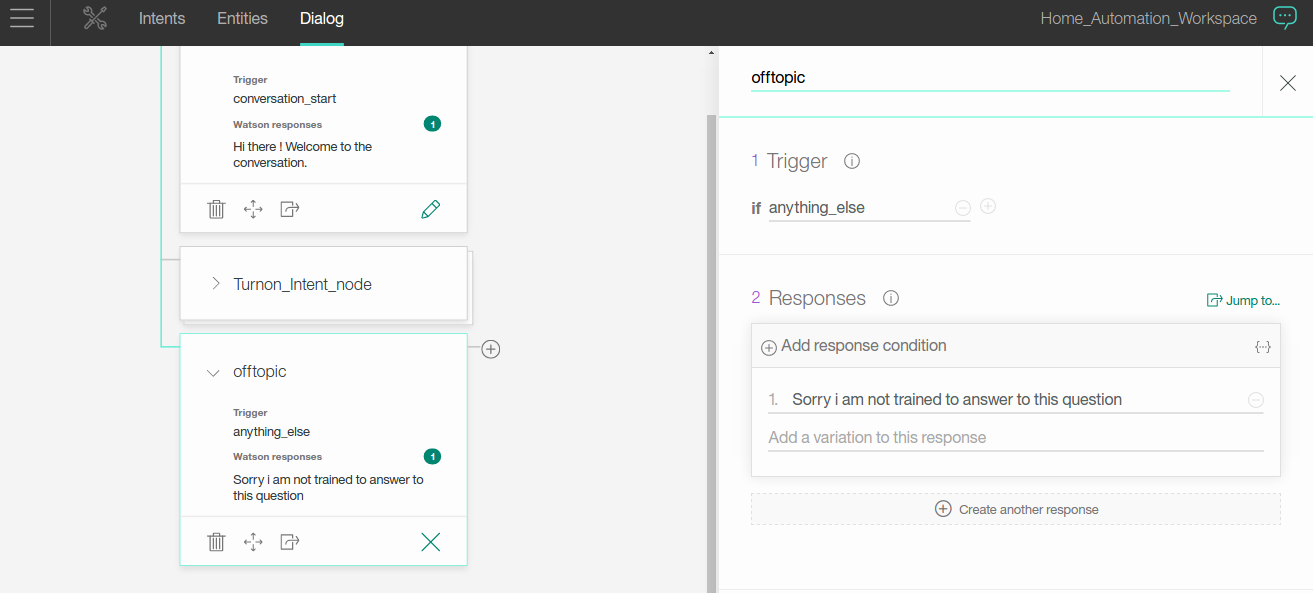 Intents
Entities
Dialog
Home_Automation_Workspace
Trigger
conversation_start
Watson responses
1
Hi there ! Welcome to the
conversation.
Turnon_Intent_node
offtopic
Trigger
anything_else
Watson responses
1
Sorry i am not trained to answer to
this question
offtopic
1 Trigger
if anything_else
2 Responses
Jump to...
Add response condition
{...}
1. Sorry i am not trained to answer to this question
Add a variation to this response
Create another response